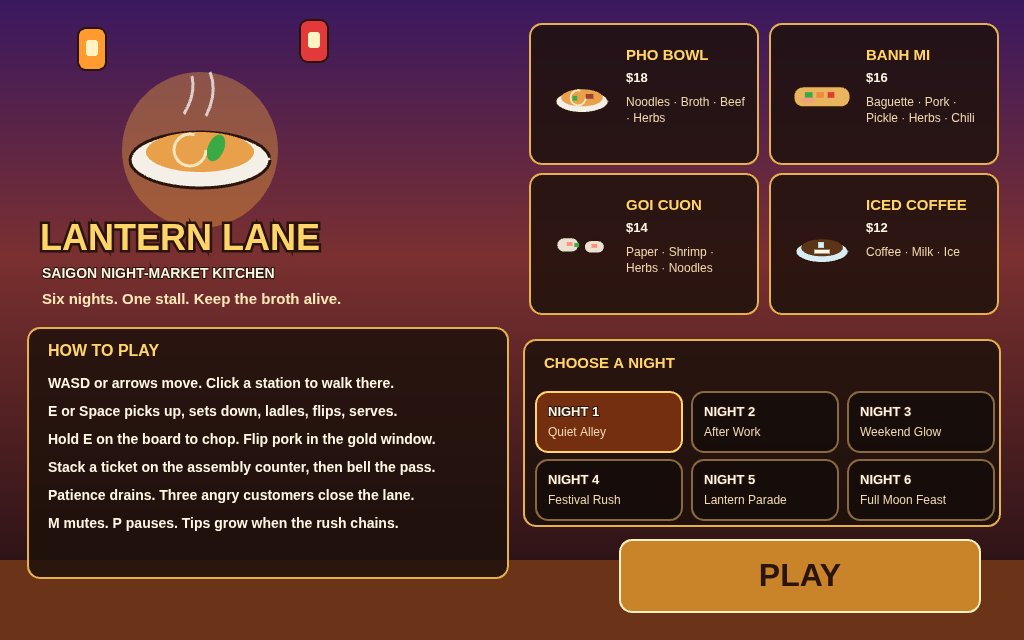 LANTERN LANE
SAIGON NIGHT-MARKET KITCHEN
Six nights. One stall. Keep the broth alive.
HOW TO PLAY
WASD or arrows move. Click a station to walk there.
E or Space picks up, sets down, ladles, flips, serves.
Hold E on the board to chop. Flip pork in the gold window.
Stack a ticket on the assembly counter, then bell the pass.
Patience drains. Three angry customers close the lane.
M mutes. P pauses. Tips grow when the rush chains.
PHO BOWL
$18
Noodles · Broth · Beef
· Herbs
BANH MI
$16
Baguette · Pork ·
Pickle · Herbs · Chili
GOI CUON
$14
Paper · Shrimp ·
Herbs · Noodles
ICED COFFEE
$12
Coffee · Milk · Ice
CHOOSE A NIGHT
NIGHT 1
Quiet Alley
NIGHT 2
After Work
NIGHT 3
Weekend Glow
NIGHT 4
Festival Rush
NIGHT 5
Lantern Parade
NIGHT 6
Full Moon Feast
PLAY